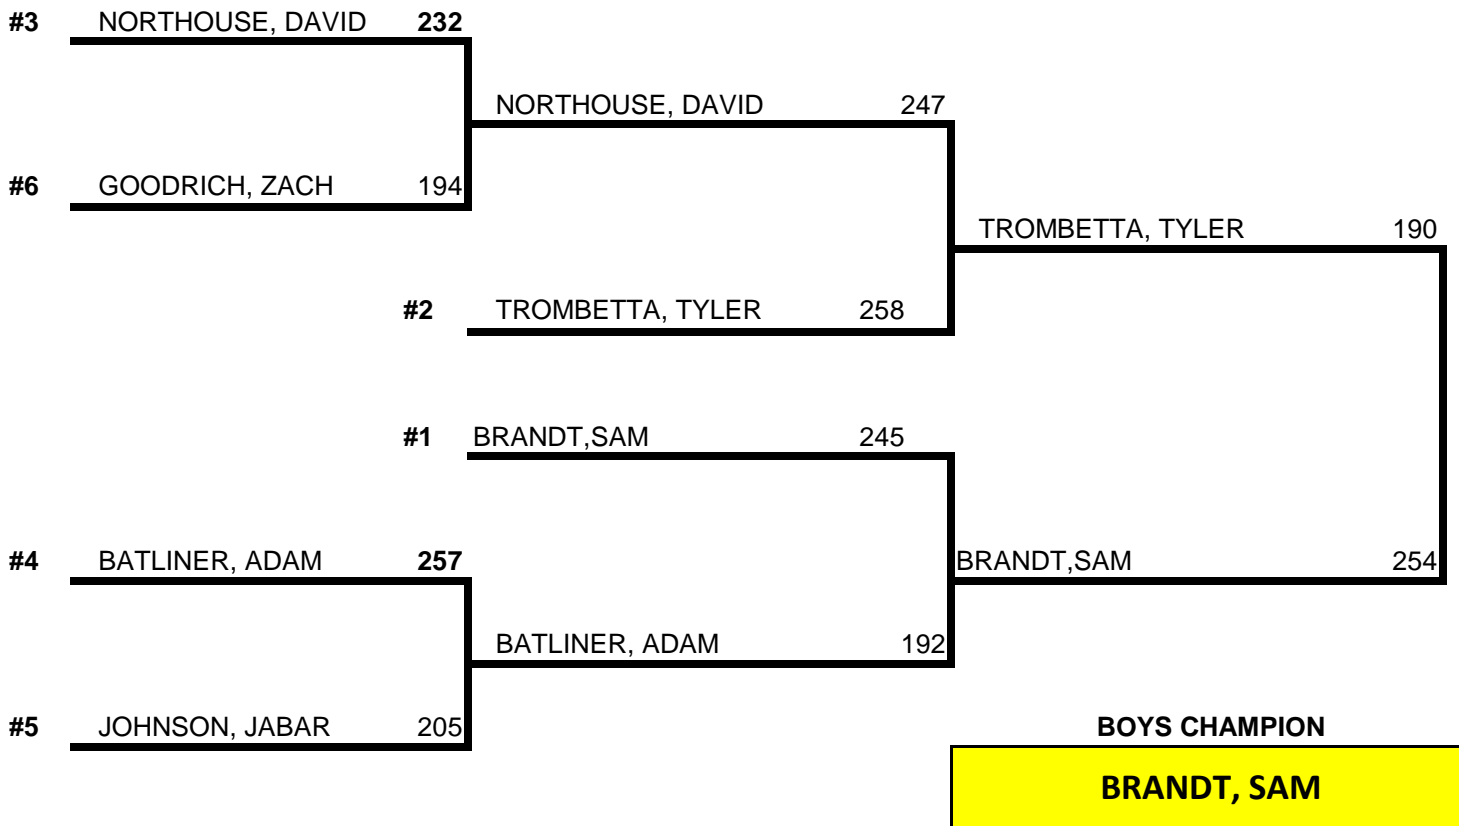 #3 NORTHOUSE, DAVID 232
NORTHOUSE, DAVID 247
#6 GOODRICH, ZACH 194
TROMBETTA, TYLER 190
#2 TROMBETTA, TYLER 258
#1 BRANDT,SAM 245
#4 BATLINER, ADAM 257
BRANDT,SAM 254
BATLINER, ADAM 192
#5 JOHNSON, JABAR 205
BOYS CHAMPION
BRANDT, SAM